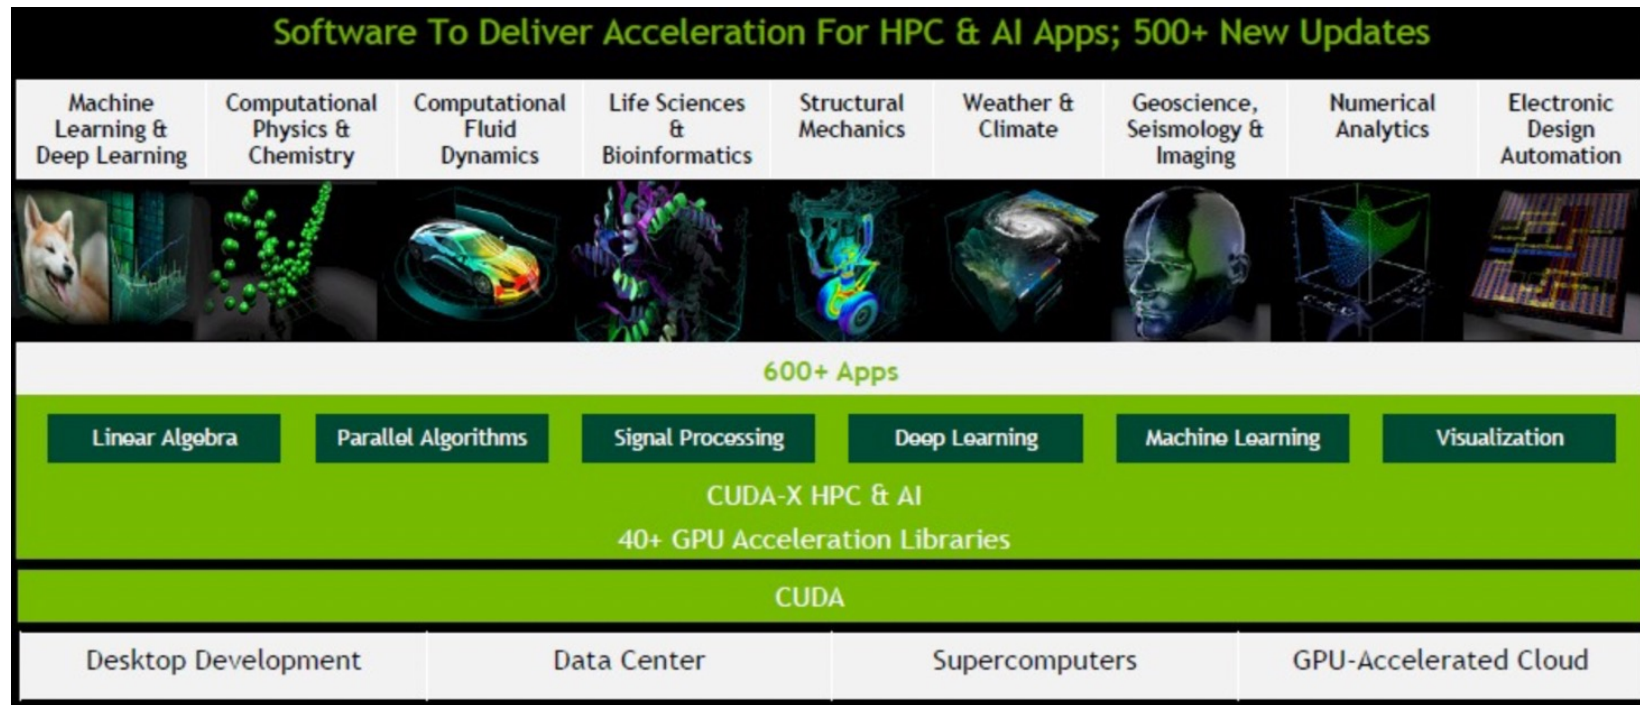 Software To Deliver Acceleration For HPC & AI Apps; 500+ New Updates
Machine
Learning &
Deep Learning
Computational
Physics &
Chemistry
Computational
Fluid
Dynamics
Life Sciences
&
Bioinformatics
Structural
Mechanics
Weather &
Climate
Geoscience,
Seismology &
Imaging
Numerical
Analytics
Electronic
Design
Automation
600+ Apps
Linear Algebra
Parallel Algorithms
Signal Processing
Deep Learning
Machine Learning
Visualization
CUDA-X HPC & AI
40+ GPU Acceleration Libraries
CUDA
Desktop Development
Data Center
Supercomputers
GPU-Accelerated Cloud